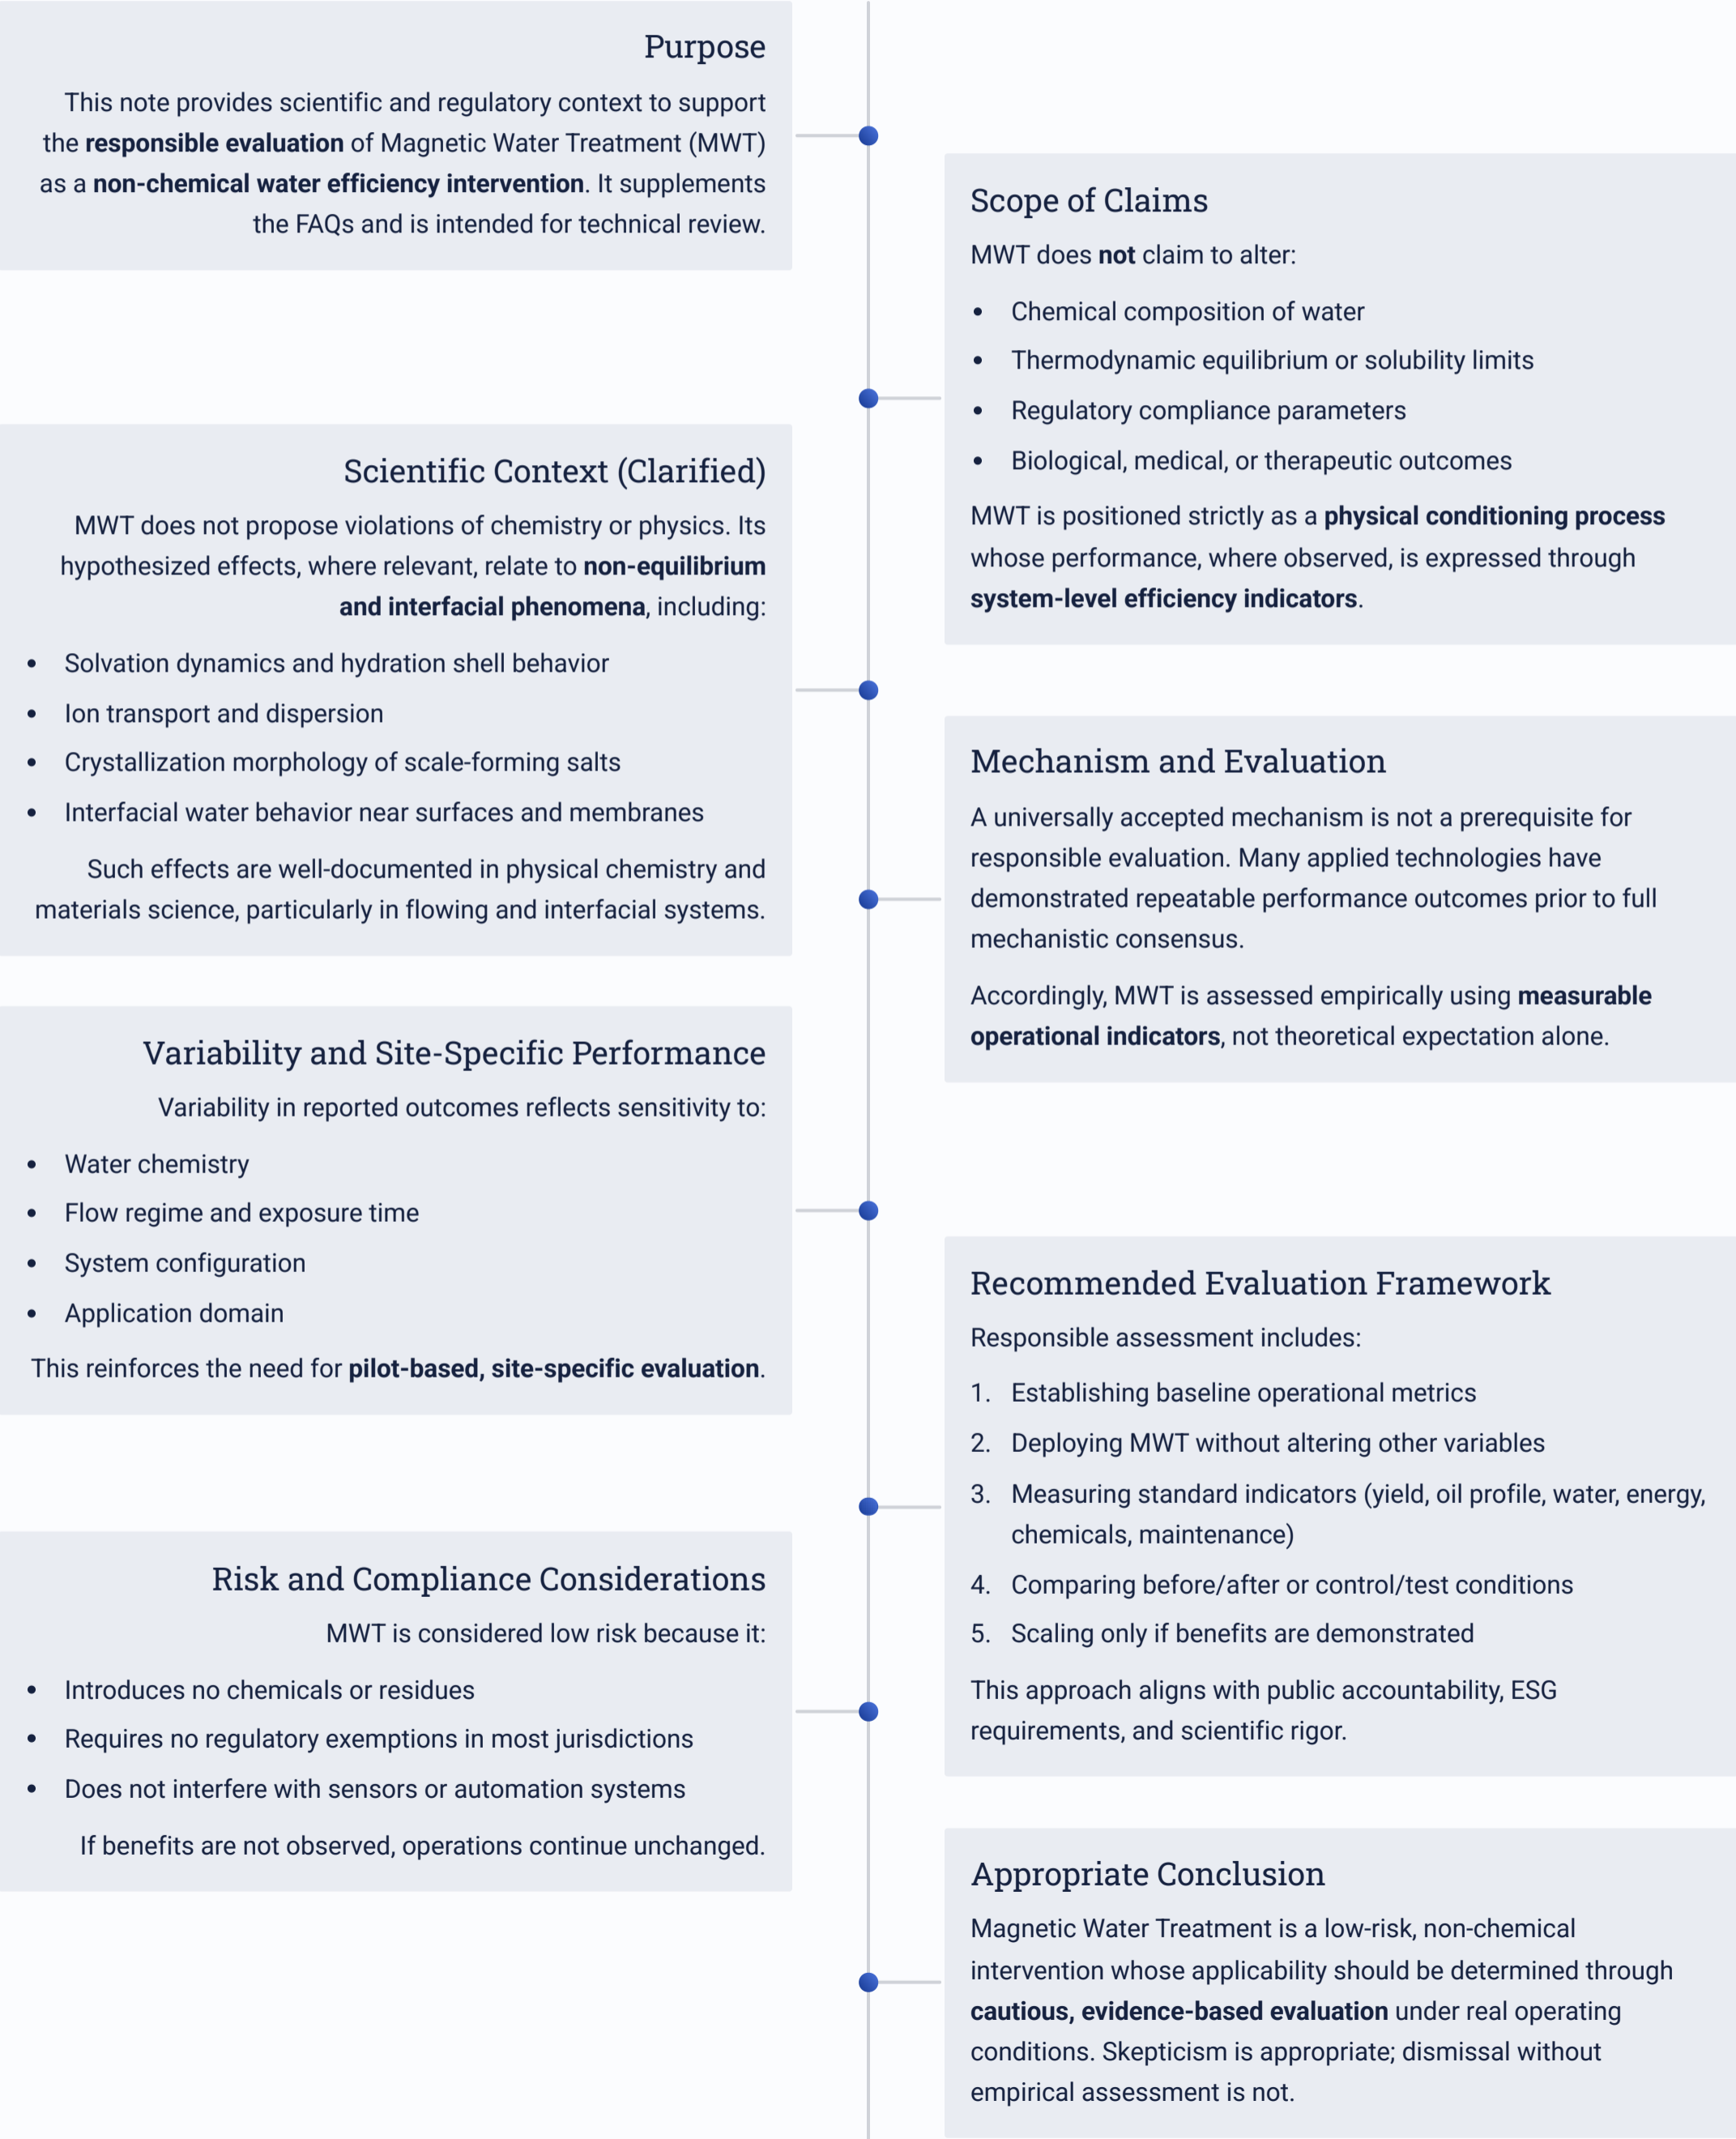 Purpose
This note provides scientific and regulatory context to support
the responsible evaluation of Magnetic Water Treatment (MWT)
as a non-chemical water efficiency intervention. It supplements
the FAQs and is intended for technical review.
Scope of Claims
MWT does not claim to alter:
• Chemical composition of water
• Thermodynamic equilibrium or solubility limits
• Regulatory compliance parameters
• Biological, medical, or therapeutic outcomes
MWT is positioned strictly as a physical conditioning process
whose performance, where observed, is expressed through
system-level efficiency indicators.
Scientific Context (Clarified)
MWT does not propose violations of chemistry or physics. Its
hypothesized effects, where relevant, relate to non-equilibrium
and interfacial phenomena, including:
• Solvation dynamics and hydration shell behavior
• Ion transport and dispersion
• Crystallization morphology of scale-forming salts
• Interfacial water behavior near surfaces and membranes
Such effects are well-documented in physical chemistry and
materials science, particularly in flowing and interfacial systems.
Mechanism and Evaluation
A universally accepted mechanism is not a prerequisite for
responsible evaluation. Many applied technologies have
demonstrated repeatable performance outcomes prior to full
mechanistic consensus.
Accordingly, MWT is assessed empirically using measurable
operational indicators, not theoretical expectation alone.
Variability and Site-Specific Performance
Variability in reported outcomes reflects sensitivity to:
• Water chemistry
• Flow regime and exposure time
• System configuration
• Application domain
This reinforces the need for pilot-based, site-specific evaluation.
Recommended Evaluation Framework
Responsible assessment includes:
1. Establishing baseline operational metrics
2. Deploying MWT without altering other variables
3. Measuring standard indicators (yield, oil profile, water, energy,
chemicals, maintenance)
4. Comparing before/after or control/test conditions
5. Scaling only if benefits are demonstrated
This approach aligns with public accountability, ESG
requirements, and scientific rigor.
Risk and Compliance Considerations
MWT is considered low risk because it:
• Introduces no chemicals or residues
• Requires no regulatory exemptions in most jurisdictions
• Does not interfere with sensors or automation systems
If benefits are not observed, operations continue unchanged.
Appropriate Conclusion
Magnetic Water Treatment is a low-risk, non-chemical
intervention whose applicability should be determined through
cautious, evidence-based evaluation under real operating
conditions. Skepticism is appropriate; dismissal without
empirical assessment is not.